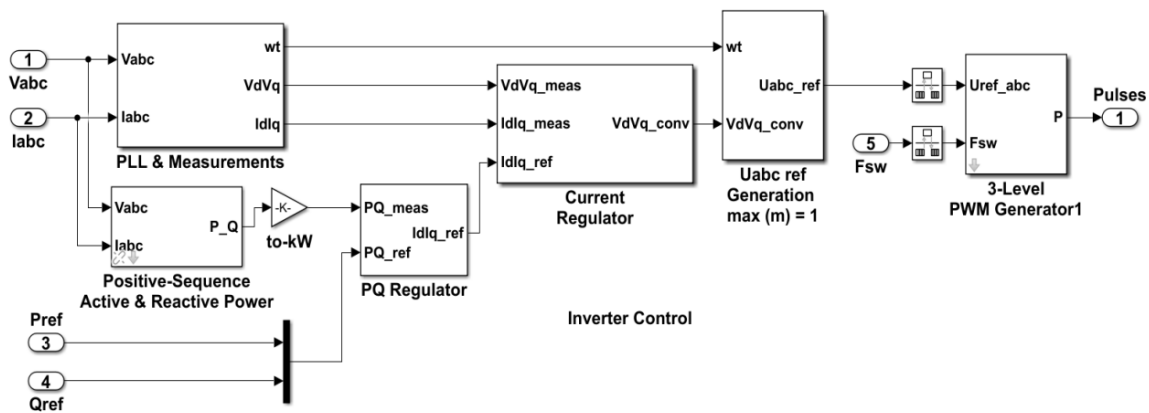 1
Vabc
2
Iabc
Vabc
Iabc
wt
VdVq
IdIq
PLL & Measurements
Vabc
Iabc
P_Q
Positive-Sequence
Active & Reactive Power
-K-
to-kW
Pref
3
4
Qref
PQ_meas
PQ_ref
IdIq_ref
PQ Regulator
VdVq_meas
IdIq_meas
IdIq_ref
VdVq_conv
Current
Regulator
wt
VdVq_conv
Uabc_ref
Uabc ref
Generation
max (m) = 1
5
Fsw
Uref_abc
Fsw
P
3-Level
PWM Generator1
Pulses
1
Inverter Control